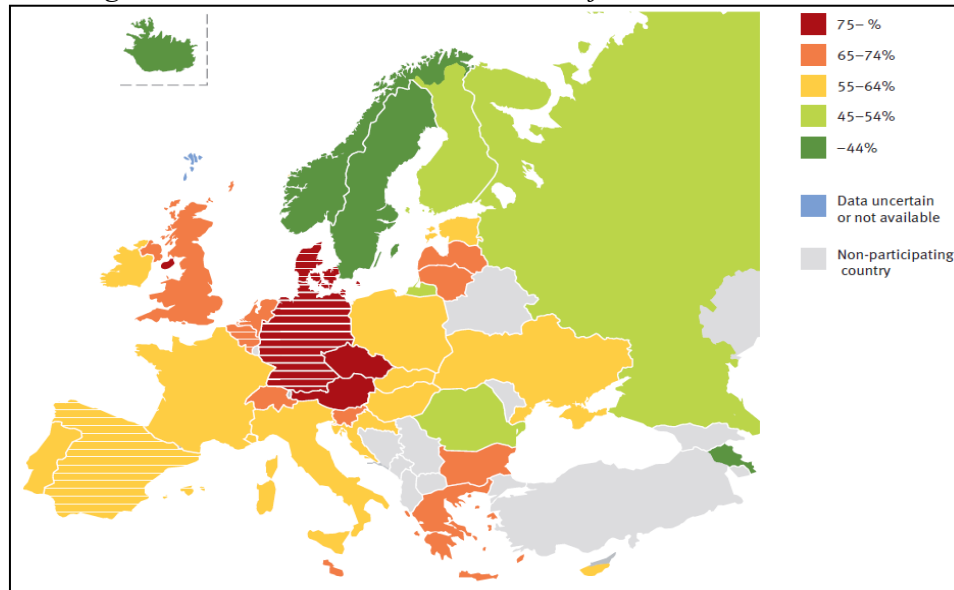 75– %
65–74%
55–64%
45–54%
–44%
Data uncertain
or not available
Non-participating
country